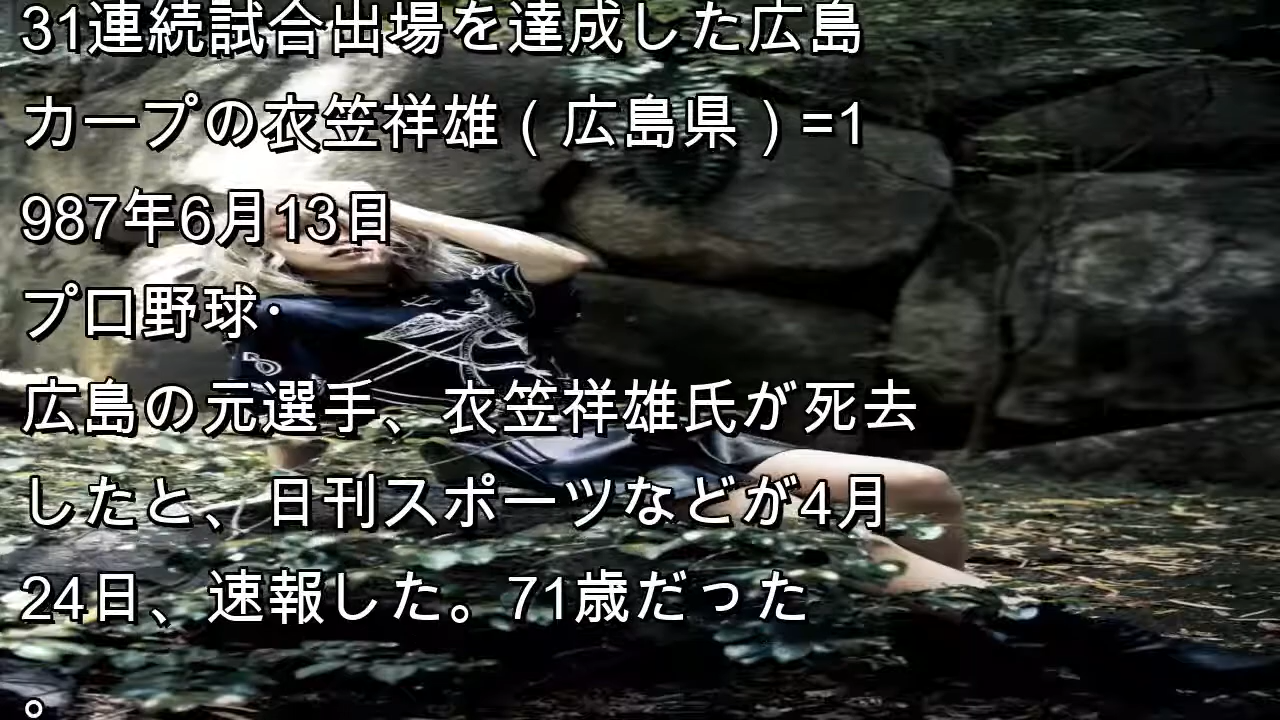 31連続試合出場を達成した広島
カープの衣笠祥雄（広島県）=1
987年6月13日
プロ野球·
広島の元選手、衣笠祥雄氏が死去
したと、日刊スポーツなどが4月
24日、速報した。71歳だった
。